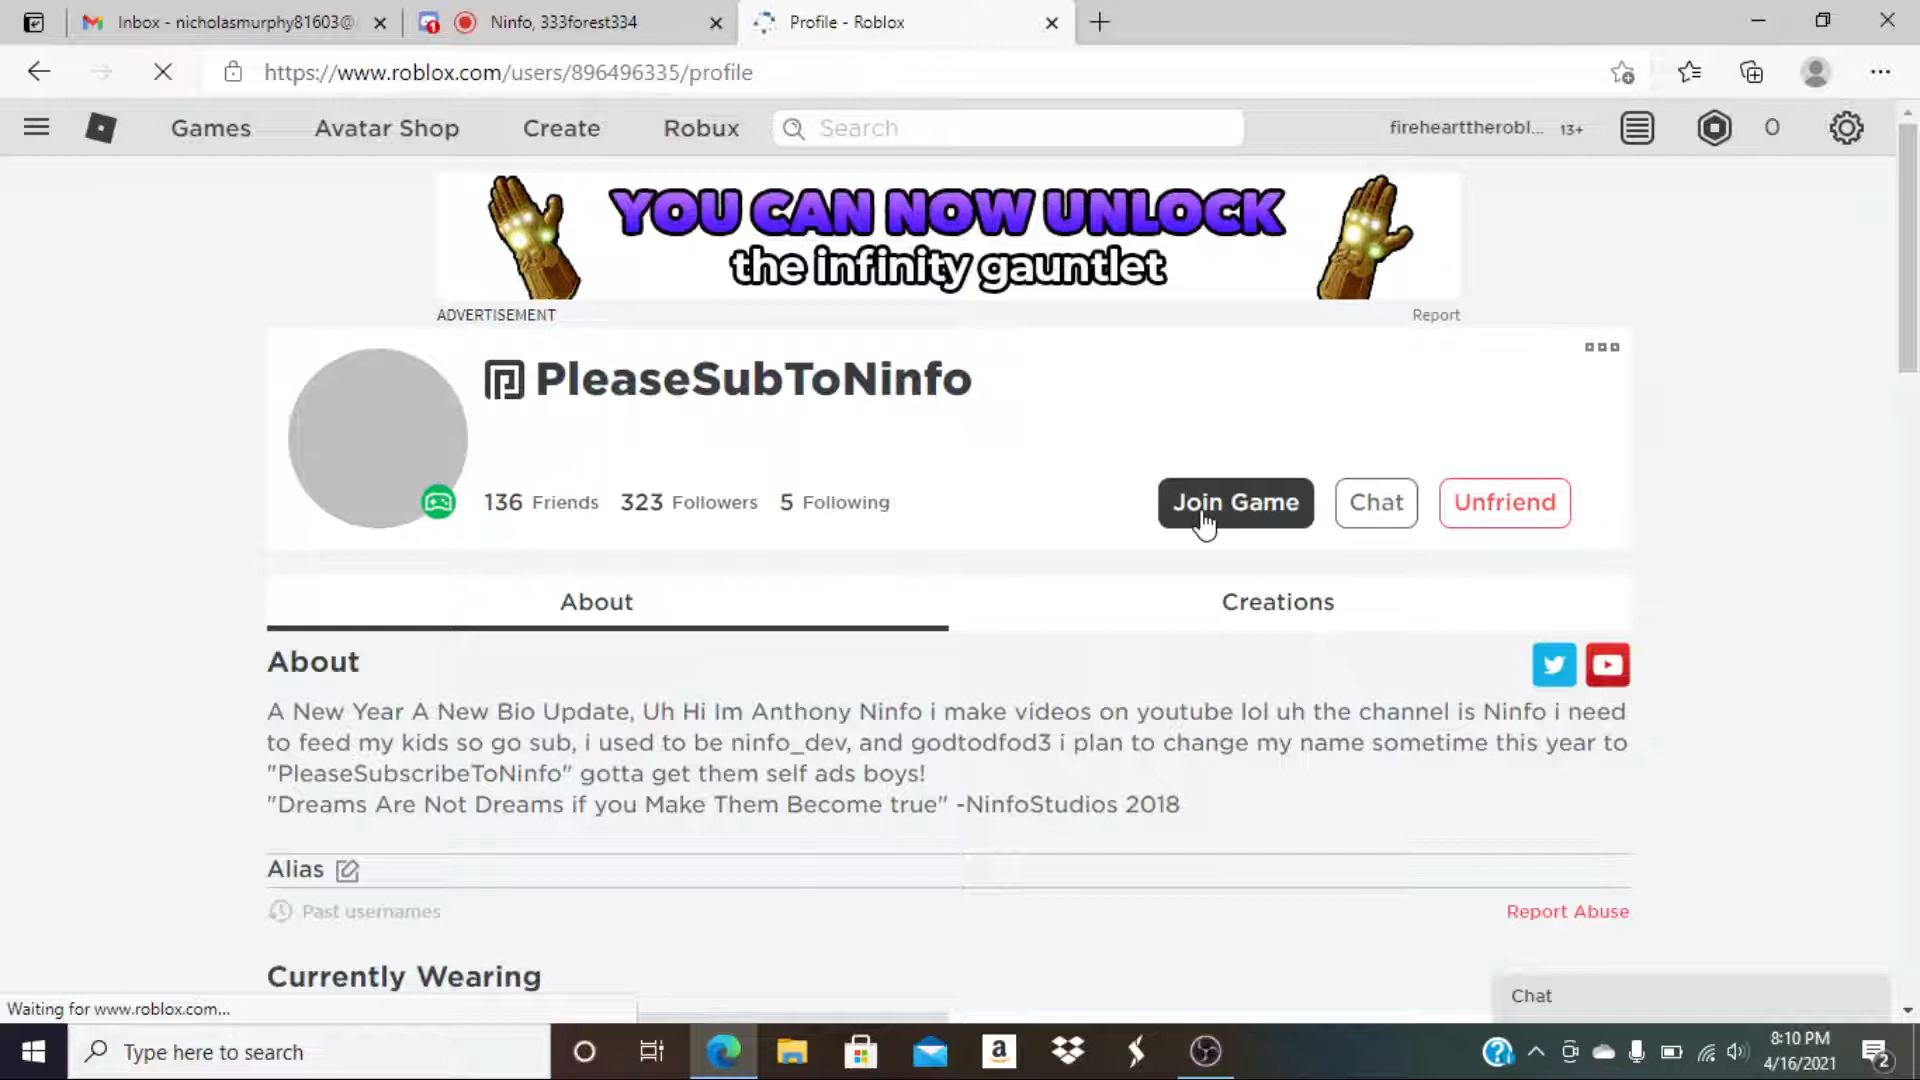 Inbox - nicholasmurphy81603@
Ninfo, 333forest334
Profile - Roblox
https://www.roblox.com/users/896496335/profile
Games
Avatar Shop
Create
Robux
Search
firehearttherobl...
13+
0
YOU CAN NOW UNLOCK
the infinity gauntlet
ADVERTISEMENT
Report
PleaseSubToNinfo
136 Friends 323 Followers 5 Following
Join Game
Chat
Unfriend
About
Creations
About
A New Year A New Bio Update, Uh Hi Im Anthony Ninfo i make videos on youtube lol uh the channel is Ninfo i need
to feed my kids so go sub, i used to be ninfo_dev, and godtodfod3 i plan to change my name sometime this year to
"PleaseSubscribeToNinfo" gotta get them self ads boys!
"Dreams Are Not Dreams if you Make Them Become true" -NinfoStudios 2018
Alias
Past usernames
Report Abuse
Currently Wearing
Chat
Waiting for www.roblox.com...
Type here to search
a
8:10 PM
4/16/2021
2